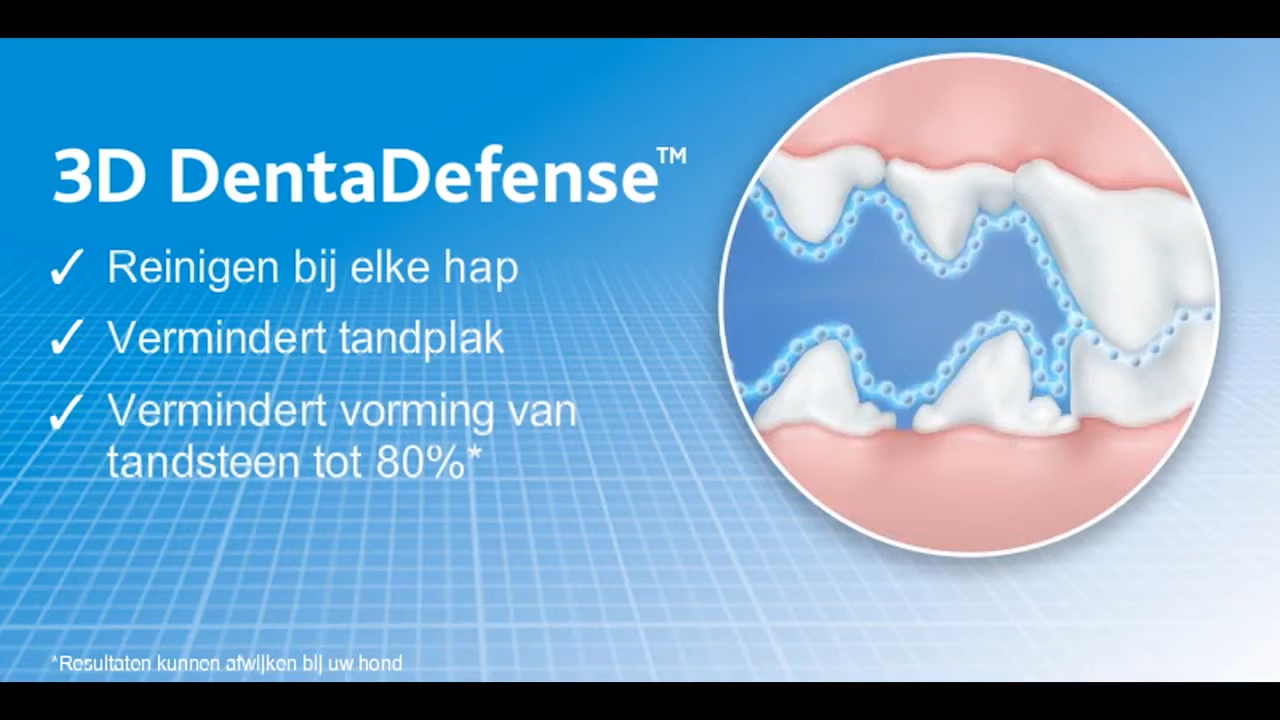 3D DentaDefense™
✓ Reinigen bij elke hap
✓ Vermindert tandplak
✓ Vermindert vorming van
tandsteen tot 80%*
*Resultaten kunnen afwijken bij uw hond